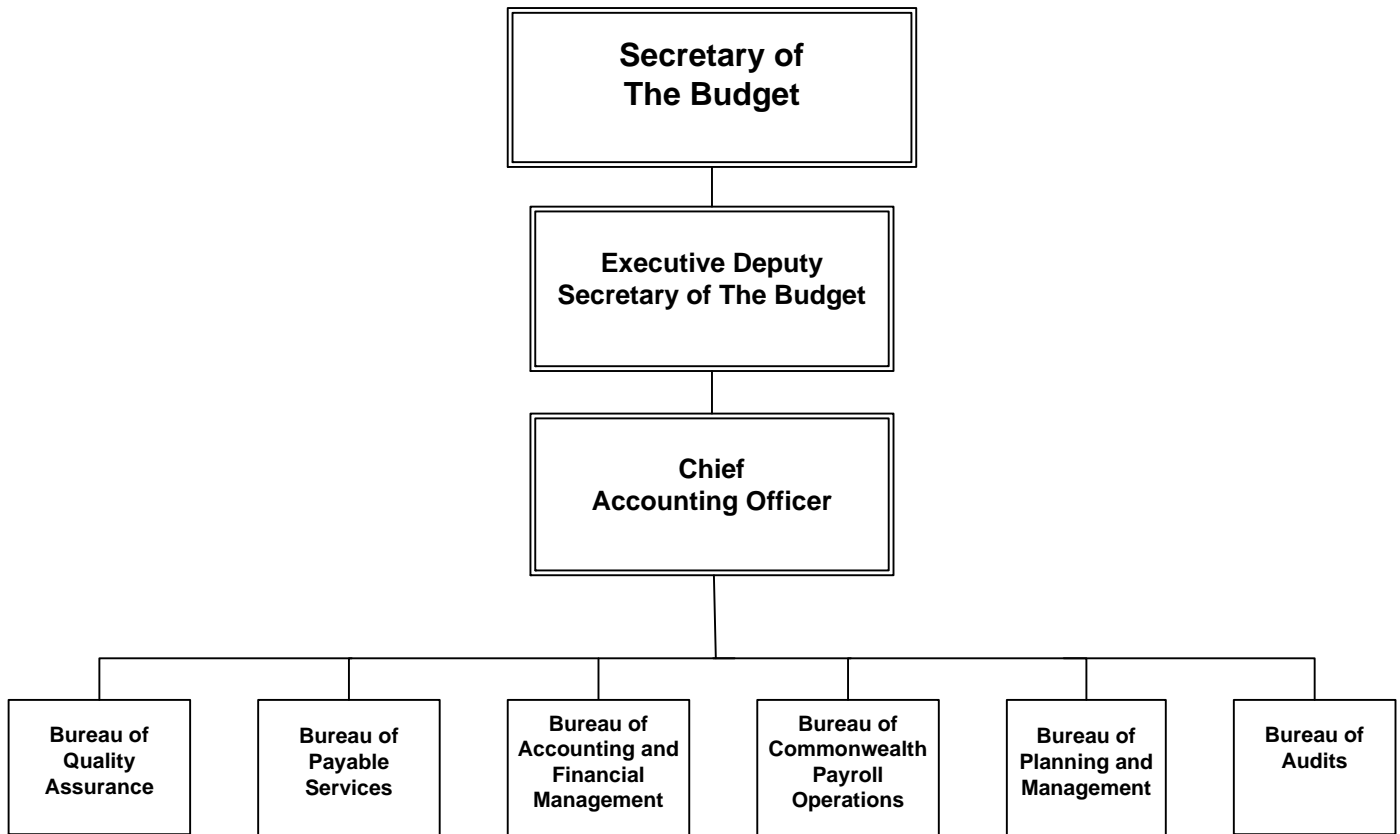 Secretary of
The Budget
Executive Deputy
Secretary of The Budget
Chief
Accounting Officer
Bureau of
Quality
Assurance
Bureau of
Payable
Services
Bureau of
Accounting and
Financial
Management
Bureau of
Commonwealth
Payroll
Operations
Bureau of
Planning and
Management
Bureau of
Audits